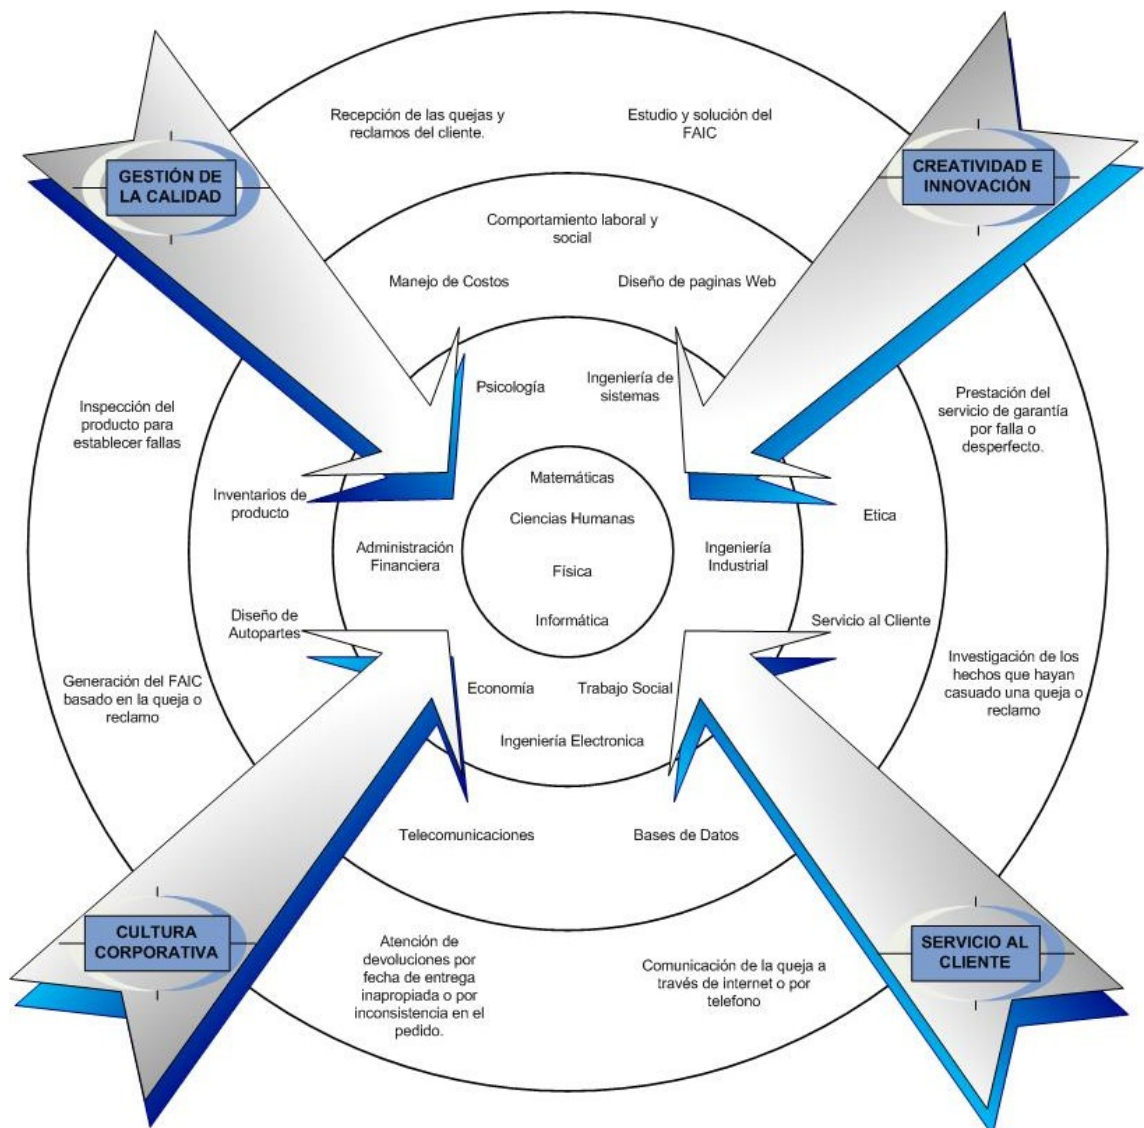 Recepción de las quejas y
reclamos del cliente.
Estudio y solución del
FAIC
GESTIÓN DE
LA CALIDAD
CREATIVIDAD E
INNOVACIÓN
Comportamiento laboral y
social
Manejo de Costos
Diseño de paginas Web
Psicología
Ingeniería de
sistemas
Inspección del
producto para
establecer fallas
Prestación del
servicio de garantía
por falla o
desperfecto.
Inventarios de
producto
Matemáticas
Ciencias Humanas
Física
Informática
Etica
Administración
Financiera
Ingeniería
Industrial
Diseño de
Autopartes
Servicio al Cliente
Generación del FAIC
basado en la queja o
reclamo
Investigación de los
hechos que hayan
casuado una queja o
reclamo
Economía
Trabajo Social
Ingeniería Electronica
Telecomunicaciones
Bases de Datos
CULTURA
CORPORATIVA
SERVICIO AL
CLIENTE
Atención de
devoluciones por
fecha de entrega
inapropiada o por
inconsistencia en el
pedido.
Comunicación de la queja a
través de internet o por
telefono